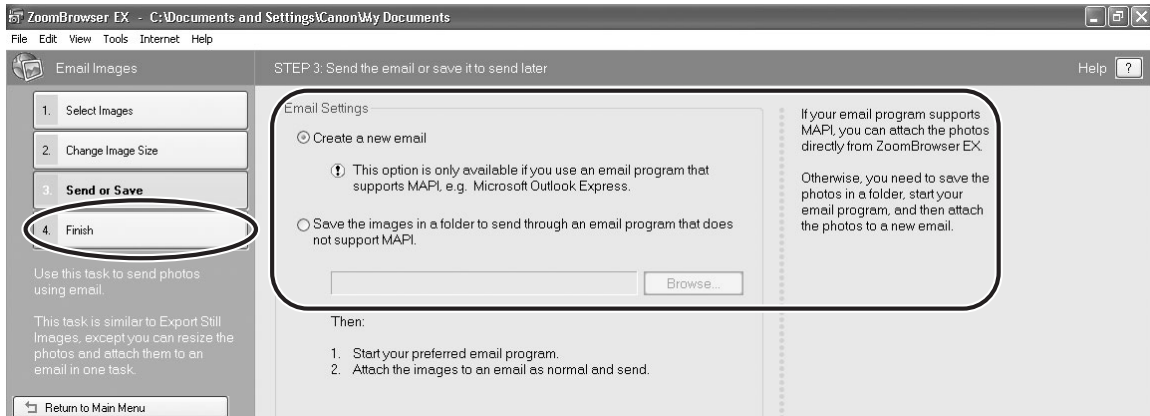 ZoomBrowser EX - C:\Documents and Settings\Canon\My Documents
File Edit View Tools Internet Help
Email Images
STEP 3: Send the email or save it to send later
Help ?
1. Select Images
2. Change Image Size
3. Send or Save
4. Finish
Use this task to send photos
using email.
This task is similar to Export Still
Images, except you can resize the
photos and attach them to an
email in one task.
Return to Main Menu
Email Settings
Create a new email
This option is only available if you use an email program that
supports MAPI, e.g. Microsoft Outlook Express.
Save the images in a folder to send through an email program that does
not support MAPI.
Browse...
Then:
1. Start your preferred email program.
2. Attach the images to an email as normal and send.
If your email program supports
MAPI, you can attach the photos
directly from ZoomBrowser EX.
Otherwise, you need to save the
photos in a folder, start your
email program, and then attach
the photos to a new email.